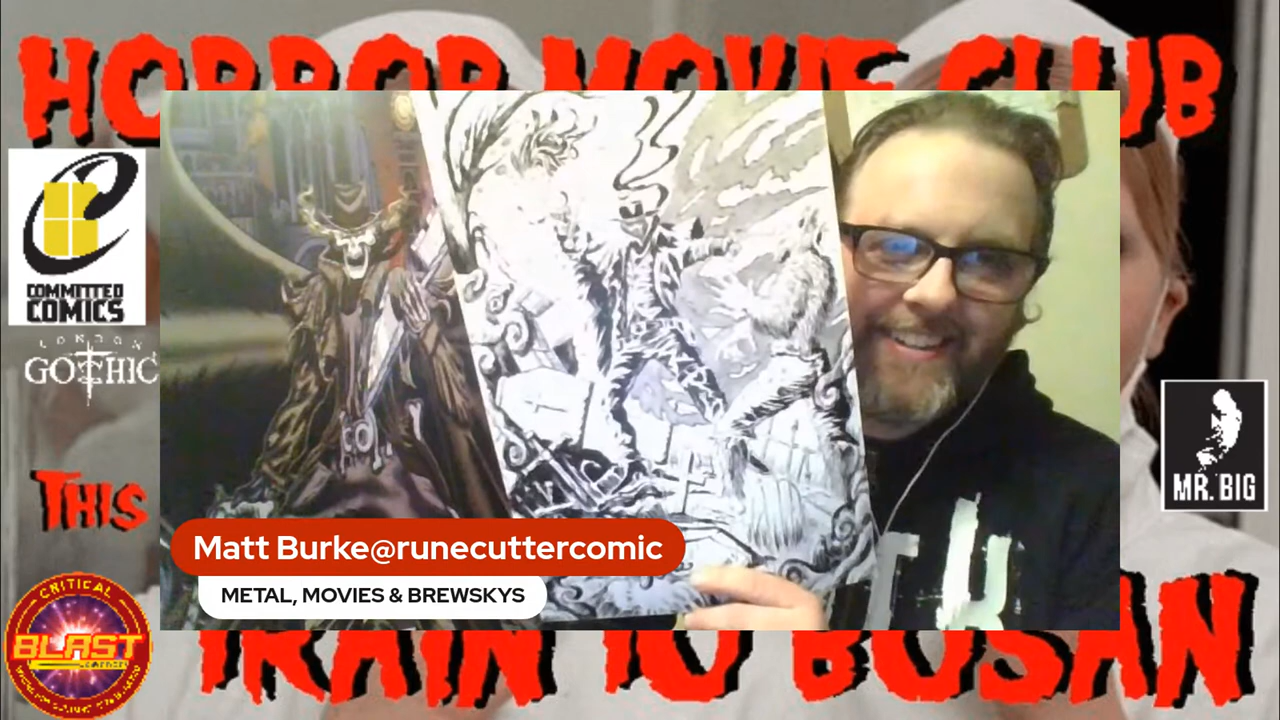 HORROR MOVIE CLUB
COMMITTED
COMICS
LONDON
GOTHIC
THIS
MR. BIG
Matt Burke@runecuttercomic
METAL, MOVIES & BREWSKYS
CRITICAL
BLAST
TRAIN TO BUSAN